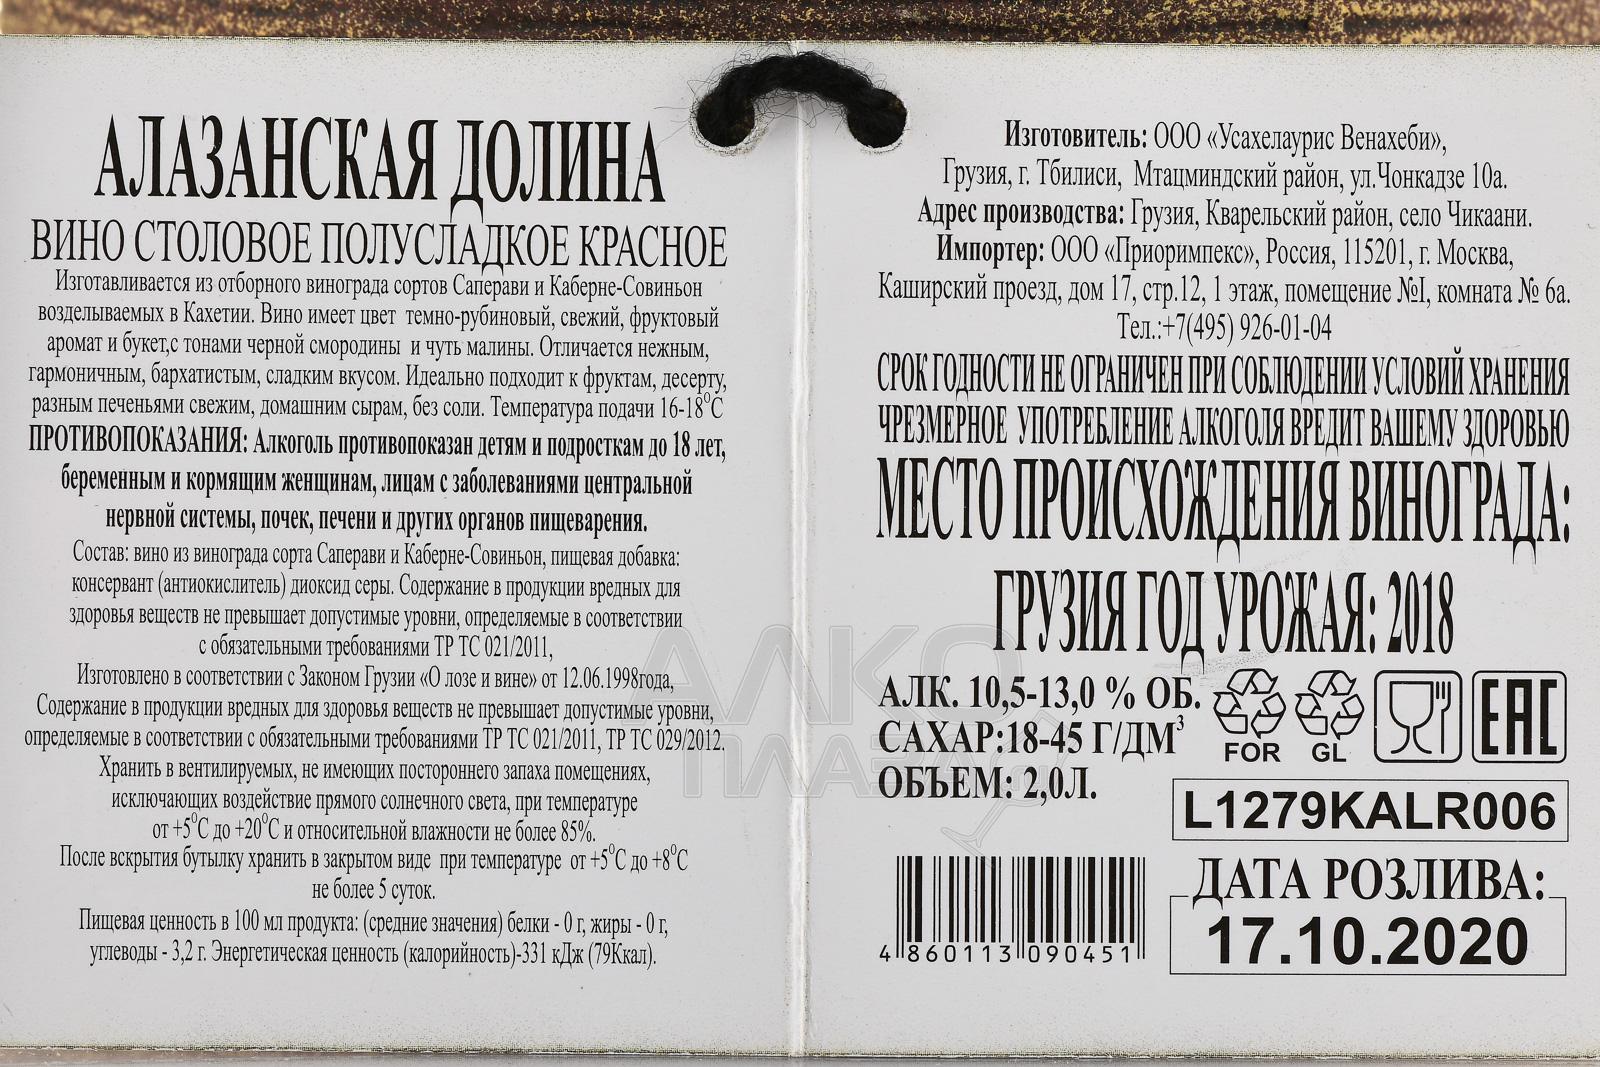 АЛАЗАНСКАЯ ДОЛИНА
ВИНО СТОЛОВОЕ ПОЛУСЛАДКОЕ КРАСНОЕ
Изготавливается из отборного винограда сортов Саперави и Каберне-Совиньон
возделываемых в Кахетии. Вино имеет цвет темно-рубиновый, свежий, фруктовый
аромат и букет,с тонами черной смородины и чуть малины. Отличается нежным,
гармоничным, бархатистым, сладким вкусом. Идеально подходит к фруктам, десерту,
разным печеньями свежим, домашним сырам, без соли. Температура подачи 16-18⁰С
ПРОТИВОПОКАЗАНИЯ: Алкоголь противопоказан детям и подросткам до 18 лет,
беременным и кормящим женщинам, лицам с заболеваниями центральной
нервной системы, почек, печени и других органов пищеварения.
Состав: вино из винограда сорта Саперави и Каберне-Совиньон, пищевая добавка:
консервант (антиокислитель) диоксид серы. Содержание в продукции вредных для
здоровья веществ не превышает допустимые уровни, определяемые в соответствии
с обязательными требованиями ТР ТС 021/2011,
Изготовлено в соответствии с Законом Грузии «О лозе и вине» от 12.06.1998года,
Содержание в продукции вредных для здоровья веществ не превышает допустимые уровни,
определяемые в соответствии с обязательными требованиями ТР ТС 021/2011, ТР ТС 029/2012.
Хранить в вентилируемых, не имеющих постороннего запаха помещениях,
исключающих воздействие прямого солнечного света, при температуре
от +5⁰С до +20⁰С и относительной влажности не более 85%.
После вскрытия бутылку хранить в закрытом виде при температуре от +5⁰С до +8⁰С
не более 5 суток.
Пищевая ценность в 100 мл продукта: (средние значения) белки - 0 г, жиры - 0 г,
углеводы - 3,2 г. Энергетическая ценность (калорийность)-331 кДж (79Ккал).
Изготовитель: ООО «Усахелаурис Венахеби»,
Грузия, г. Тбилиси, Мтацминдский район, ул.Чонкадзе 10а.
Адрес производства: Грузия, Кварельский район, село Чикаани.
Импортер: ООО «Приоримпекс», Россия, 115201, г. Москва,
Каширский проезд, дом 17, стр.12, 1 этаж, помещение №I, комната № 6а.
Тел.:+7(495) 926-01-04
СРОК ГОДНОСТИ НЕ ОГРАНИЧЕН ПРИ СОБЛЮДЕНИИ УСЛОВИЙ ХРАНЕНИЯ
ЧРЕЗМЕРНОЕ УПОТРЕБЛЕНИЕ АЛКОГОЛЯ ВРЕДИТ ВАШЕМУ ЗДОРОВЬЮ
МЕСТО ПРОИСХОЖДЕНИЯ ВИНОГРАДА:
ГРУЗИЯ ГОД УРОЖАЯ: 2018
АЛК. 10,5-13,0 % ОБ.
САХАР:18-45 Г/ДМ³
ОБЪЕМ: 2,0Л.
FOR GL
EAC
L1279KALR006
ДАТА РОЗЛИВА:
17.10.2020
4 860113 090451
АЛКО
ПЛАЗА